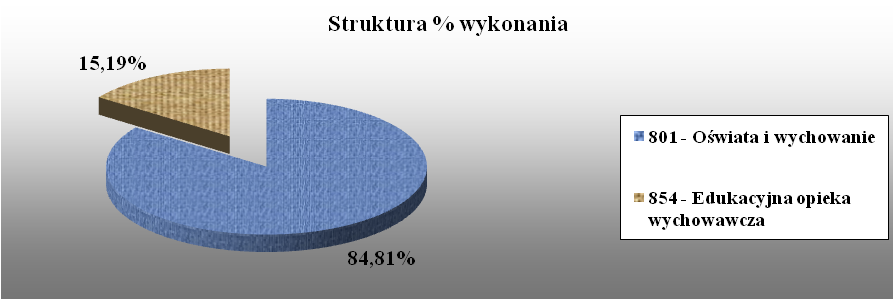 Struktura % wykonania
15,19%
801 - Oświata i wychowanie
854 - Edukacyjna opieka
wychowawcza
84,81%